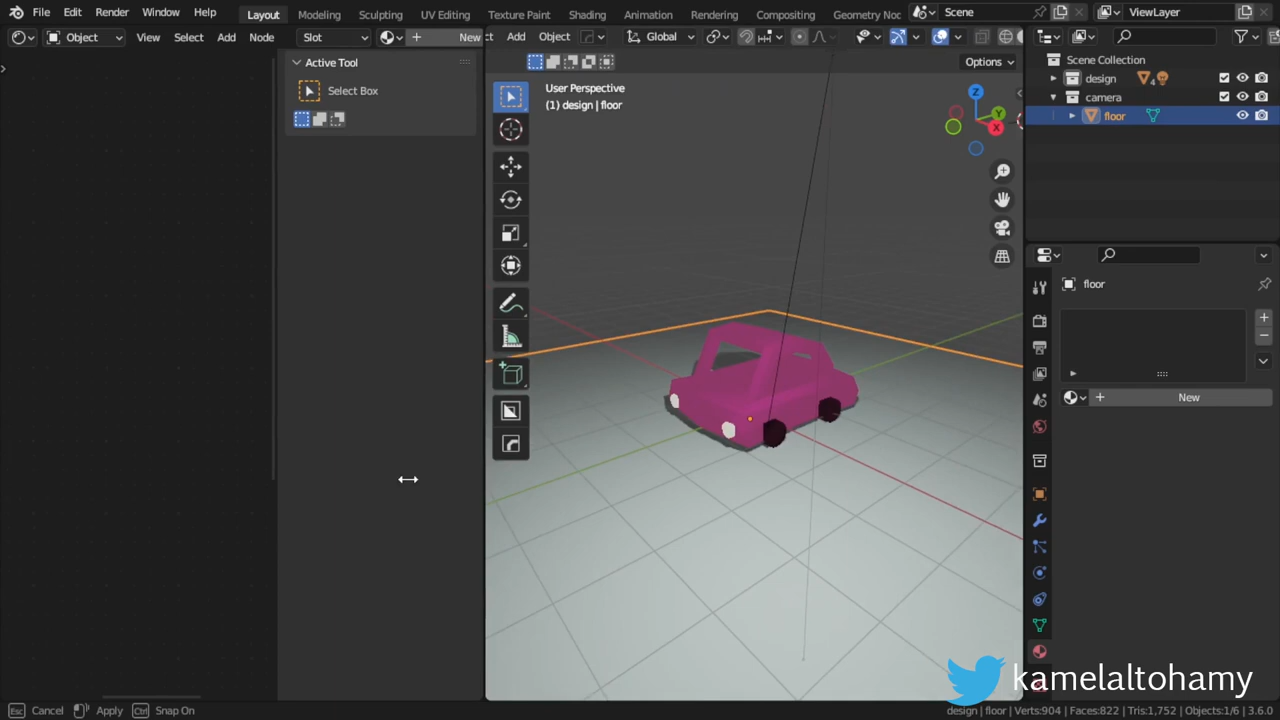 File Edit Render Window Help
Layout Modeling Sculpting UV Editing Texture Paint Shading Animation Rendering Compositing Geometry Noc
Scene
ViewLayer
Object View Select Add Node
Slot
New
ct Add Object
Global
Active Tool
Select Box
Options
User Perspective
(1) design | floor
Z
Y
X
Scene Collection
design
4
camera
floor
floor
New
Esc Cancel Apply Ctrl Snap On
design | floor | Verts:904 | Faces:822 | Tris:1,752 | Objects:1/6 | 3.6.0
kamelaltohamy